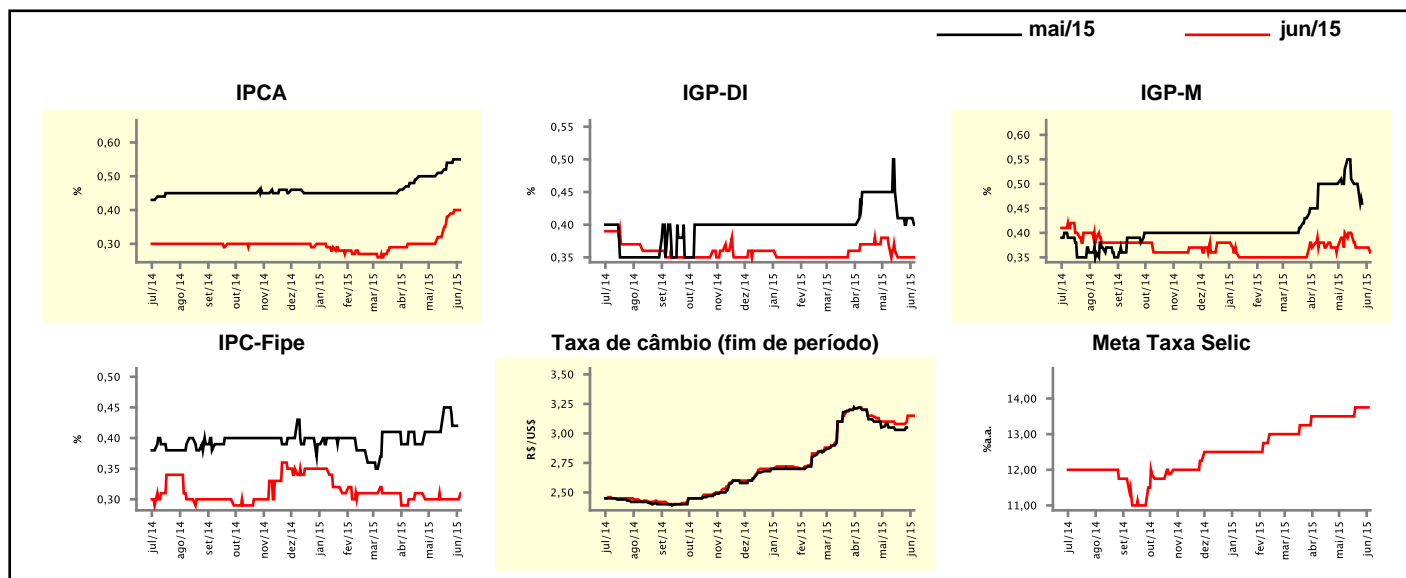 mai/15 jun/15
IPCA
%
0,60
0,50
0,40
0,30
jul/14 ago/14 set/14 out/14 nov/14 dez/14 jan/15 fev/15 mar/15 abr/15 mai/15 jun/15
IGP-DI
%
0,55
0,50
0,45
0,40
0,35
jul/14 ago/14 set/14 out/14 nov/14 dez/14 jan/15 fev/15 mar/15 abr/15 mai/15 jun/15
IGP-M
%
0,60
0,55
0,50
0,45
0,40
0,35
jul/14 ago/14 set/14 out/14 nov/14 dez/14 jan/15 fev/15 mar/15 abr/15 mai/15 jun/15
IPC-Fipe
%
0,50
0,45
0,40
0,35
0,30
jul/14 ago/14 set/14 out/14 nov/14 dez/14 jan/15 fev/15 mar/15 abr/15 mai/15 jun/15
Taxa de câmbio (fim de período)
R$/US$
3,50
3,25
3,00
2,75
2,50
jul/14 ago/14 set/14 out/14 nov/14 dez/14 jan/15 fev/15 mar/15 abr/15 mai/15 jun/15
Meta Taxa Selic
%a.a.
14,00
13,00
12,00
11,00
jul/14 ago/14 set/14 out/14 nov/14 dez/14 jan/15 fev/15 mar/15 abr/15 mai/15 jun/15